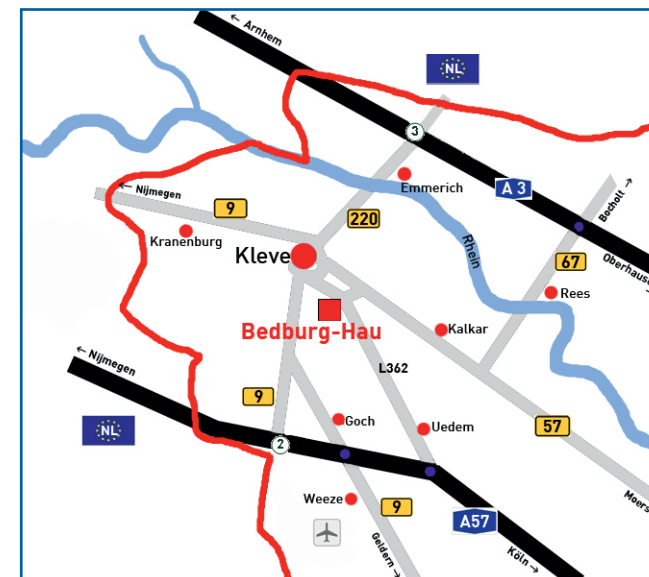 ← Arnhem
NL
3
A 3
← Nijmegen
9
220
Emmerich
Bocholt →
Kranenburg
Kleve
Rhein
67
Oberhause
Rees
Bedburg-Hau
Kalkar
← Nijmegen
L362
9
NL
Goch
Uedem
57
2
Weeze
9
Moers
A57
Geldern →
Köln →